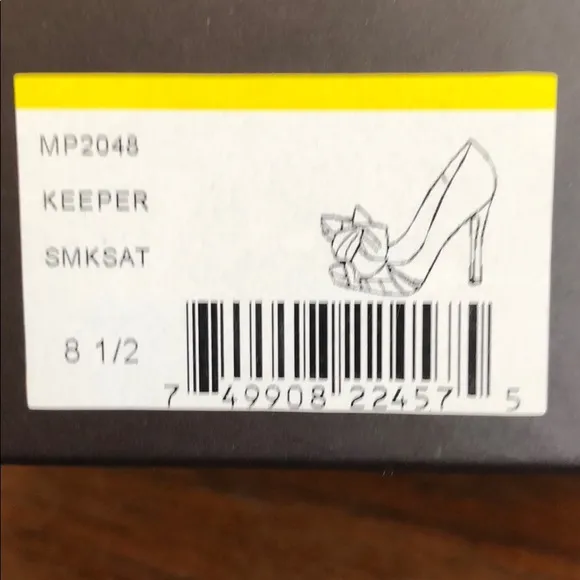 MP2048
KEEPER
SMKSAT
8 1/2
7 49908 22457 5